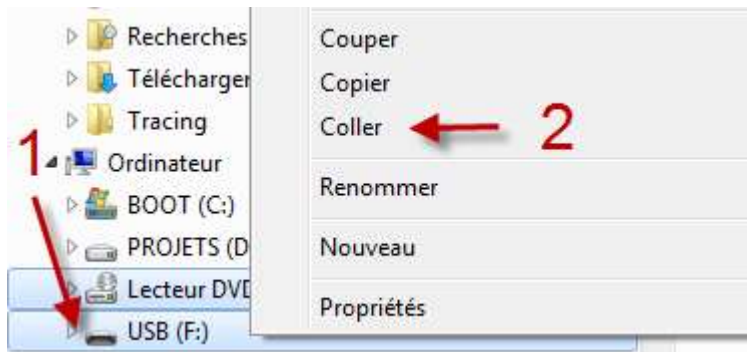 Recherches
Télécharger
Tracing
1
Ordinateur
BOOT (C:)
PROJETS (D
Lecteur DVD
USB (F:)
Couper
Copier
Coller
2
Renommer
Nouveau
Propriétés